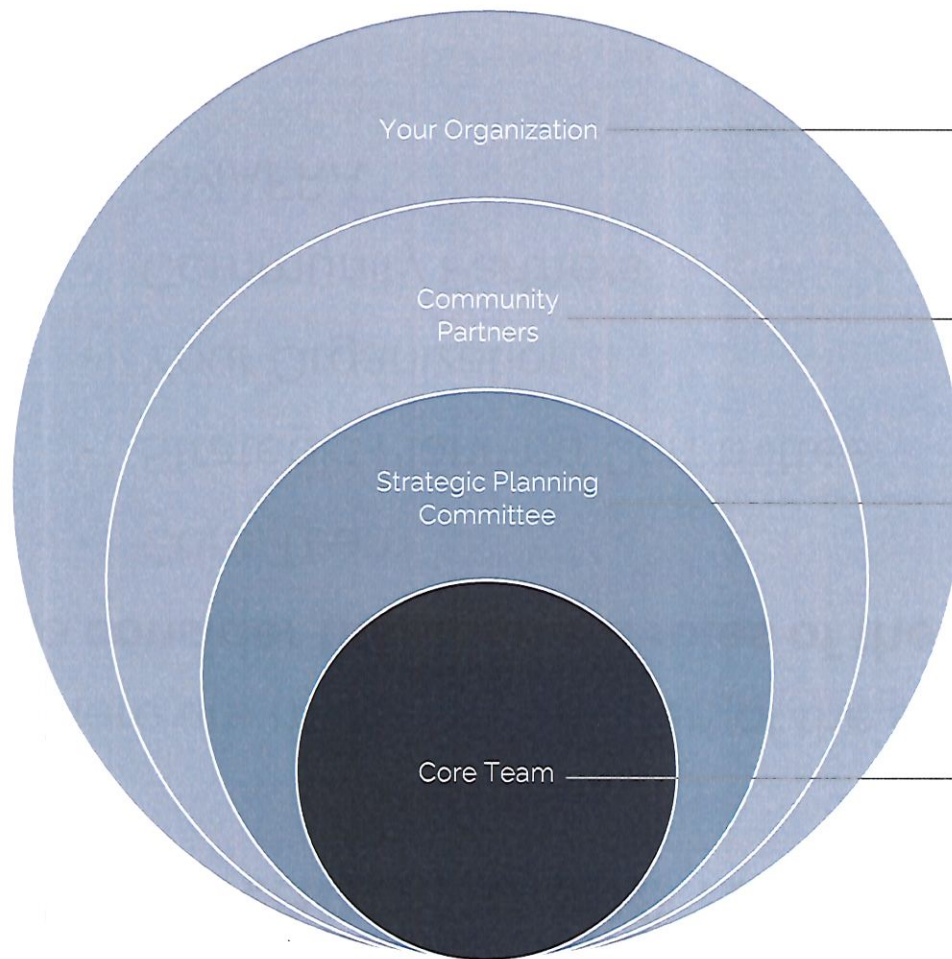 Your Organization
Community
Partners
Strategic Planning
Committee
Core Team